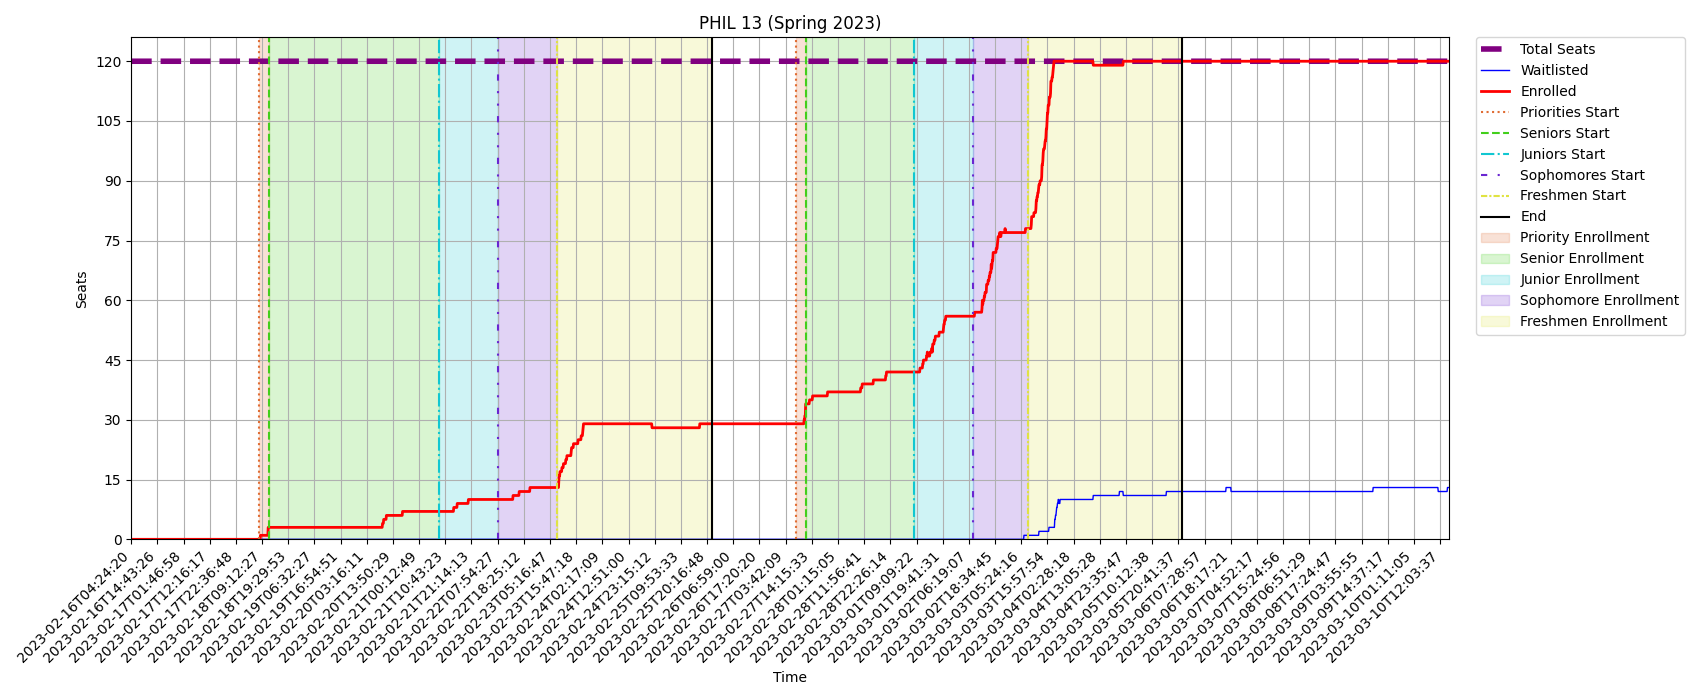 PHIL 13 (Spring 2023)
Seats
120
105
90
75
60
45
30
15
0
2023-02-16T04:24:20
2023-02-16T14:43:26
2023-02-17T01:46:58
2023-02-17T12:16:17
2023-02-17T22:36:48
2023-02-18T09:12:27
2023-02-18T19:29:53
2023-02-19T06:32:27
2023-02-19T16:54:51
2023-02-20T03:16:11
2023-02-20T13:50:29
2023-02-21T00:12:49
2023-02-21T10:43:23
2023-02-21T21:14:13
2023-02-22T07:54:27
2023-02-22T18:25:12
2023-02-23T05:16:47
2023-02-23T15:47:18
2023-02-24T02:17:09
2023-02-24T12:51:00
2023-02-24T23:15:12
2023-02-25T09:53:33
2023-02-25T20:16:48
2023-02-26T06:59:00
2023-02-26T17:20:20
2023-02-27T03:42:09
2023-02-27T14:15:33
2023-02-28T01:15:05
2023-02-28T11:56:41
2023-02-28T22:26:14
2023-03-01T09:09:22
2023-03-01T19:41:31
2023-03-02T06:19:07
2023-03-02T18:34:45
2023-03-03T05:24:16
2023-03-03T15:57:54
2023-03-04T02:28:18
2023-03-04T13:05:28
2023-03-04T23:35:47
2023-03-05T10:12:38
2023-03-05T20:41:37
2023-03-06T07:28:57
2023-03-06T18:17:21
2023-03-07T04:52:17
2023-03-07T15:24:56
2023-03-08T06:51:29
2023-03-08T17:24:47
2023-03-09T03:55:55
2023-03-09T14:37:17
2023-03-10T01:11:05
2023-03-10T12:03:37
Time
Total Seats
Waitlisted
Enrolled
Priorities Start
Seniors Start
Juniors Start
Sophomores Start
Freshmen Start
End
Priority Enrollment
Senior Enrollment
Junior Enrollment
Sophomore Enrollment
Freshmen Enrollment